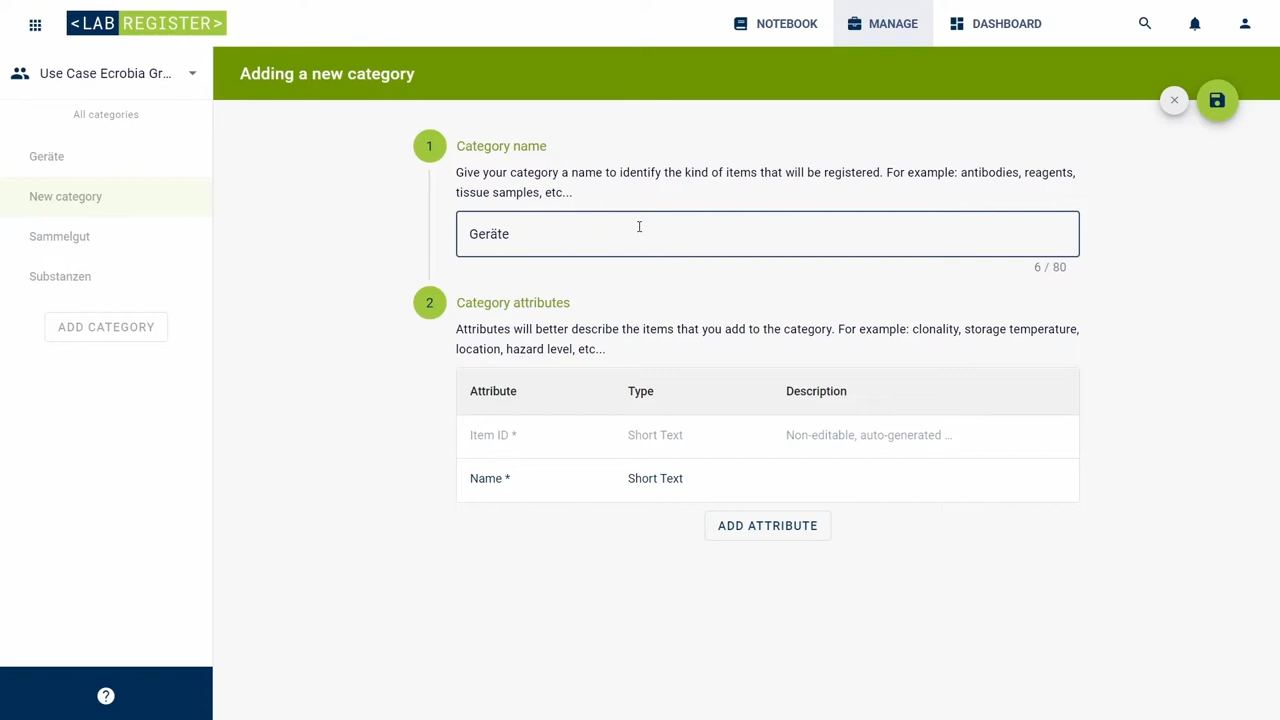 <LAB REGISTER>
NOTEBOOK
MANAGE
DASHBOARD
Use Case Ecrobia Gr...
Adding a new category
All categories
Geräte
New category
Sammelgut
Substanzen
ADD CATEGORY
1
Category name
Give your category a name to identify the kind of items that will be registered. For example: antibodies, reagents,
tissue samples, etc...
Geräte
6 / 80
2
Category attributes
Attributes will better describe the items that you add to the category. For example: clonality, storage temperature,
location, hazard level, etc...
Attribute Type Description
Item ID * Short Text Non-editable, auto-generated ...
Name * Short Text
ADD ATTRIBUTE
?